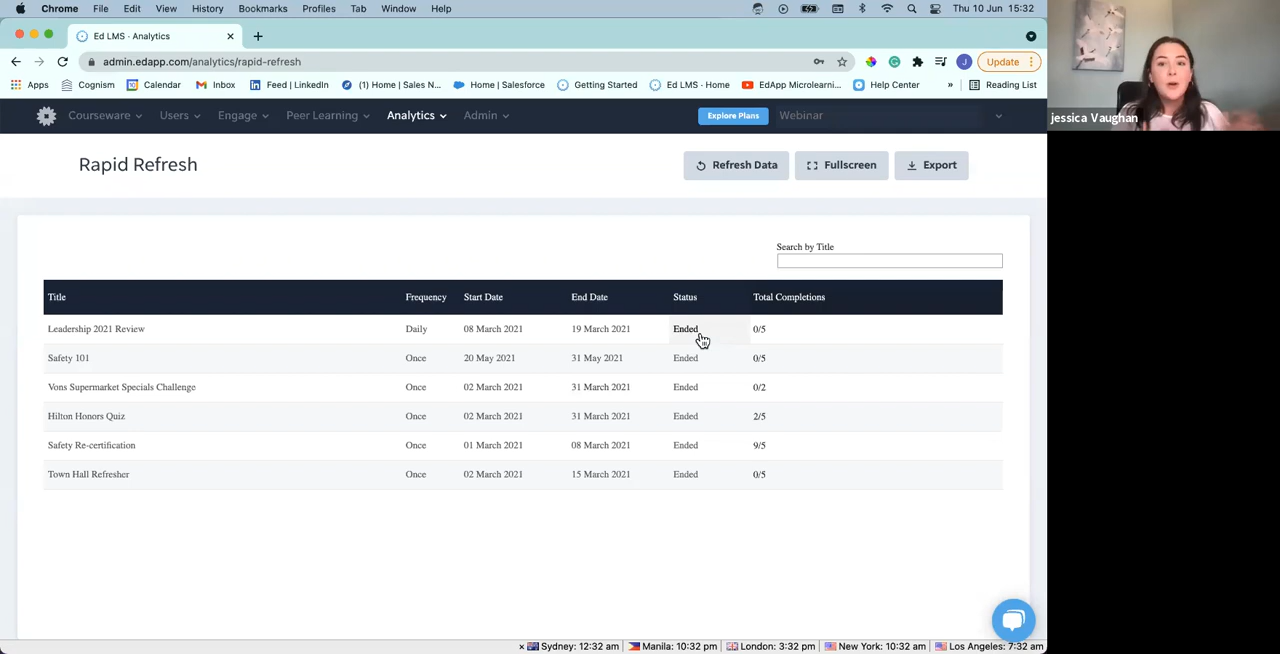 Chrome File Edit View History Bookmarks Profiles Tab Window Help Thu 10 Jun 15:32
Ed LMS · Analytics
admin.edapp.com/analytics/rapid-refresh J Update
Apps Cognism Calendar Inbox Feed | LinkedIn (1) Home | Sales N... Home | Salesforce Getting Started Ed LMS - Home EdApp Microlearni... Help Center » Reading List
jessica Vaughan
Courseware Users Engage Peer Learning Analytics Admin Explore Plans Webinar
Rapid Refresh Refresh Data Fullscreen Export
Search by Title
Title Frequency Start Date End Date Status Total Completions
Leadership 2021 Review Daily 08 March 2021 19 March 2021 Ended 0/5
Safety 101 Once 20 May 2021 31 May 2021 Ended 0/5
Vons Supermarket Specials Challenge Once 02 March 2021 31 March 2021 Ended 0/2
Hilton Honors Quiz Once 02 March 2021 31 March 2021 Ended 2/5
Safety Re-certification Once 01 March 2021 08 March 2021 Ended 9/5
Town Hall Refresher Once 02 March 2021 15 March 2021 Ended 0/5
× Sydney: 12:32 am Manila: 10:32 pm London: 3:32 pm New York: 10:32 am Los Angeles: 7:32 am